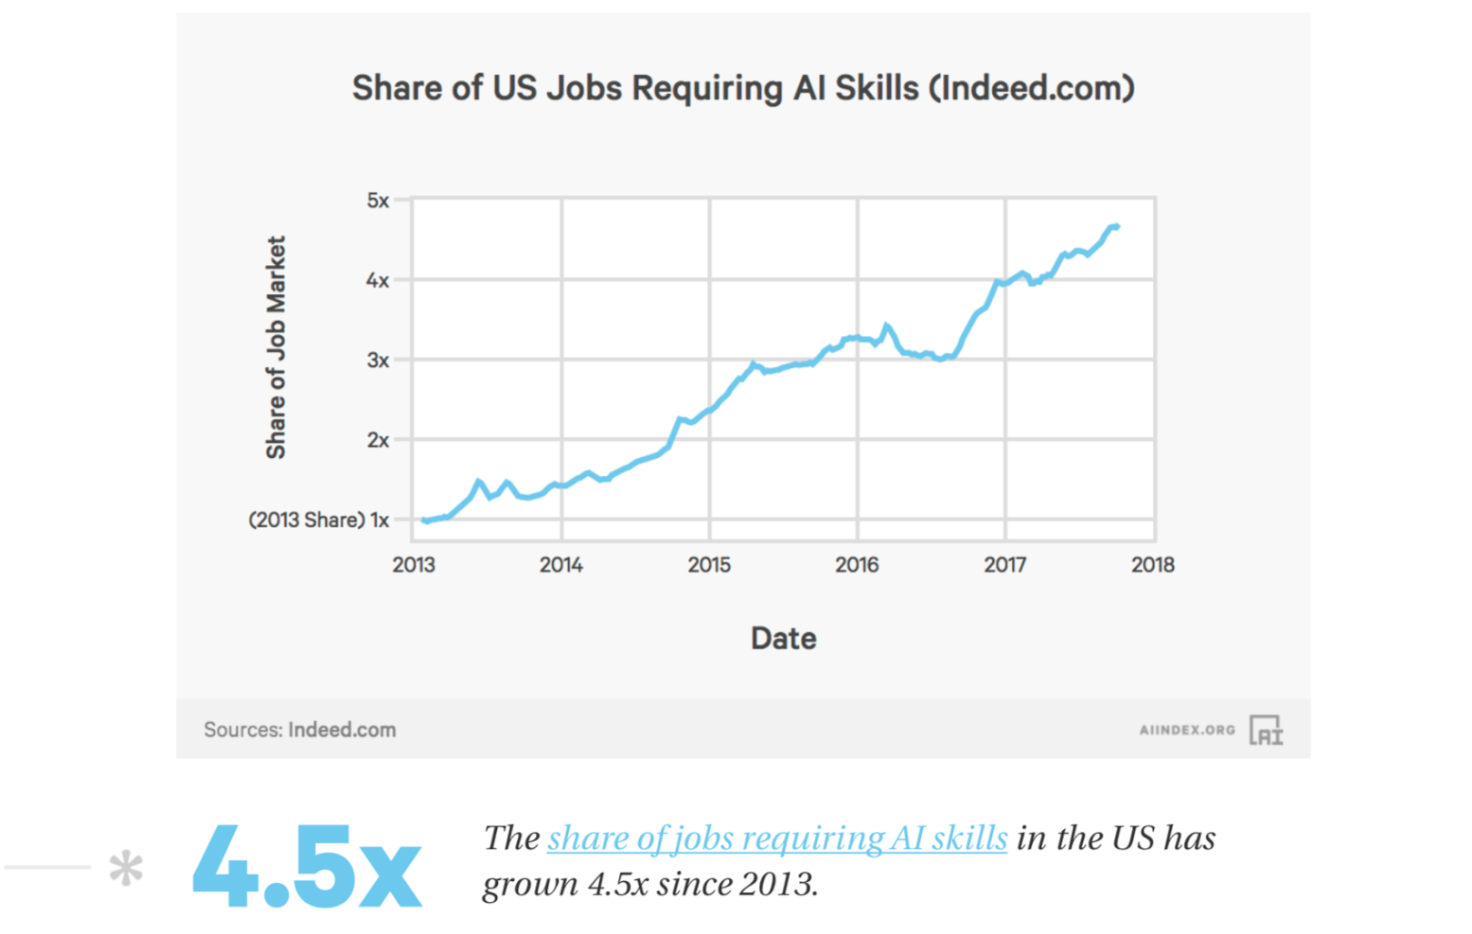 Share of US Jobs Requiring AI Skills (Indeed.com)
Share of Job Market
5x
4x
3x
2x
(2013 Share) 1x
2013 2014 2015 2016 2017 2018
Date
Sources: Indeed.com
AIINDEX.ORG AI
* 4.5x
The share of jobs requiring AI skills in the US has
grown 4.5x since 2013.